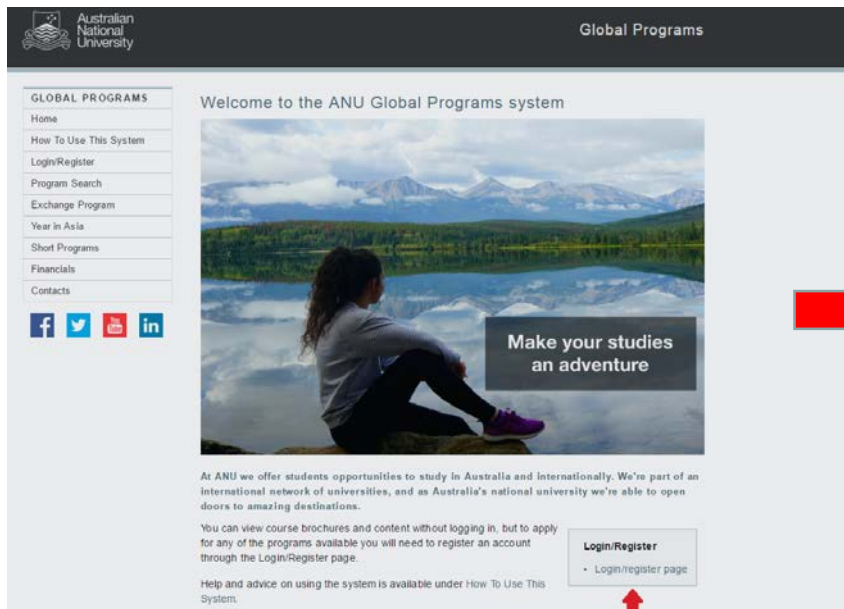 Australian
National
University
Global Programs
GLOBAL PROGRAMS
Home
How To Use This System
Login/Register
Program Search
Exchange Program
Year in Asia
Short Programs
Financials
Contacts
f You Tube in
Welcome to the ANU Global Programs system
Make your studies
an adventure
At ANU we offer students opportunities to study in Australia and internationally. We're part of an
international network of universities, and as Australia's national university we're able to open
doors to amazing destinations.
You can view course brochures and content without logging in, but to apply
for any of the programs available you will need to register an account
through the Login/Register page.
Help and advice on using the system is available under How To Use This
System.
Login/Register
• Login/register page